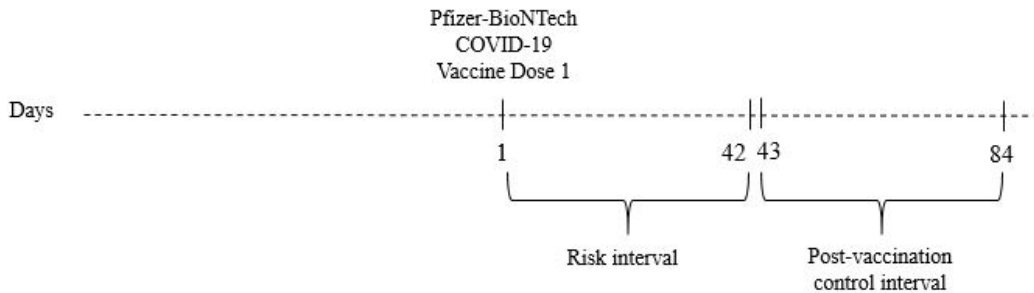 Pfizer-BioNTech
COVID-19
Vaccine Dose 1
Days
1 42 43 84
Risk interval Post-vaccination
control interval